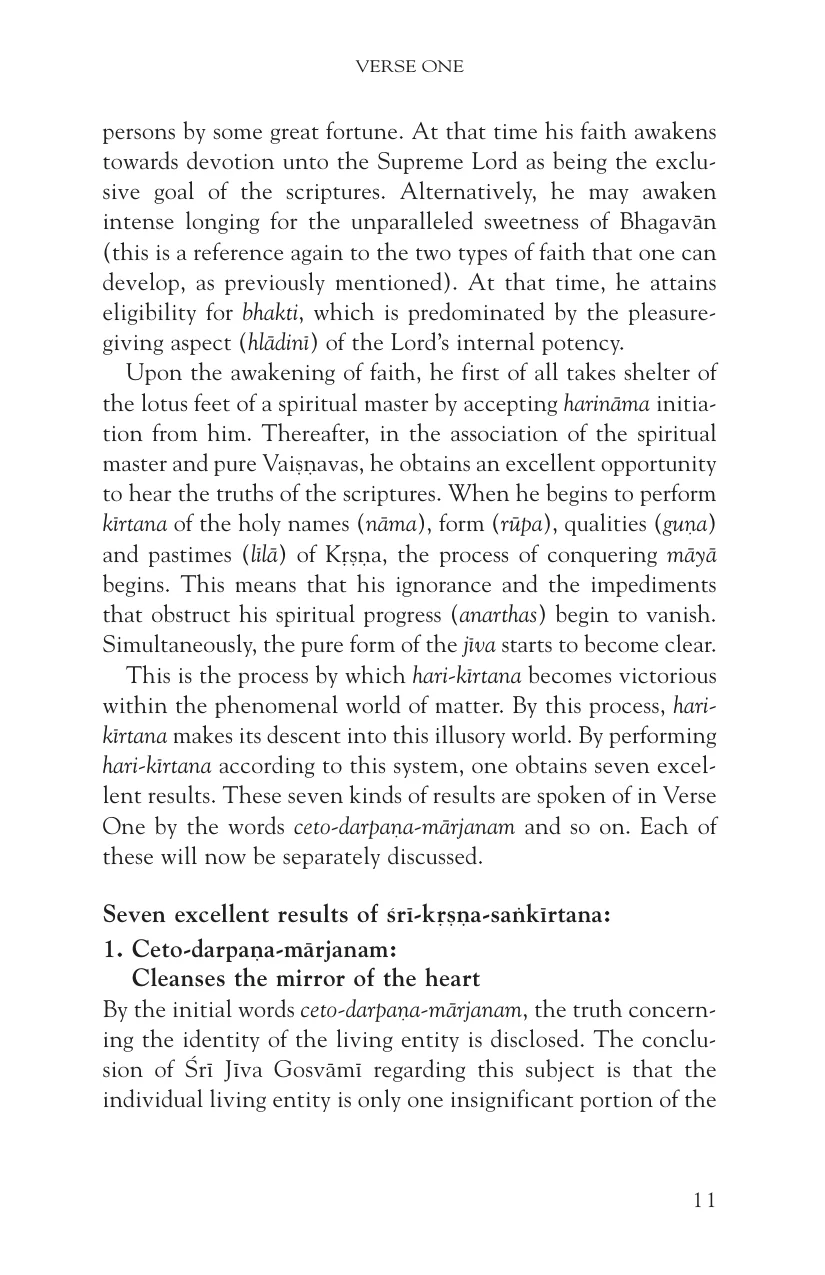 VERSE ONE
persons by some great fortune. At that time his faith awakens
towards devotion unto the Supreme Lord as being the exclu-
sive goal of the scriptures. Alternatively, he may awaken
intense longing for the unparalleled sweetness of Bhagavān
(this is a reference again to the two types of faith that one can
develop, as previously mentioned). At that time, he attains
eligibility for bhakti, which is predominated by the pleasure-
giving aspect (hlādinī) of the Lord's internal potency.
Upon the awakening of faith, he first of all takes shelter of
the lotus feet of a spiritual master by accepting harināma initia-
tion from him. Thereafter, in the association of the spiritual
master and pure Vaiṣṇavas, he obtains an excellent opportunity
to hear the truths of the scriptures. When he begins to perform
kīrtana of the holy names (nāma), form (rūpa), qualities (guṇa)
and pastimes (līlā) of Kṛṣṇa, the process of conquering māyā
begins. This means that his ignorance and the impediments
that obstruct his spiritual progress (anarthas) begin to vanish.
Simultaneously, the pure form of the jīva starts to become clear.
This is the process by which hari-kīrtana becomes victorious
within the phenomenal world of matter. By this process, hari-
kīrtana makes its descent into this illusory world. By performing
hari-kīrtana according to this system, one obtains seven excel-
lent results. These seven kinds of results are spoken of in Verse
One by the words ceto-darpaṇa-mārjanam and so on. Each of
these will now be separately discussed.
Seven excellent results of śrī-kṛṣṇa-saṅkīrtana:
1. Ceto-darpaṇa-mārjanam:
Cleanses the mirror of the heart
By the initial words ceto-darpaṇa-mārjanam, the truth concern-
ing the identity of the living entity is disclosed. The conclu-
sion of Śrī Jīva Gosvāmī regarding this subject is that the
individual living entity is only one insignificant portion of the
11